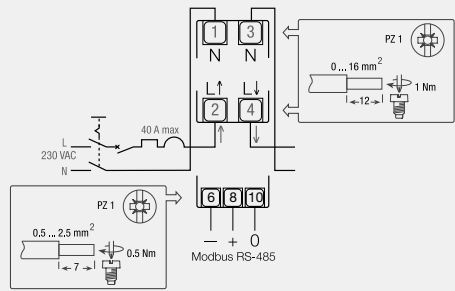 1 3
N N
PZ 1
0 ... 16 mm²
1 Nm
12
L↑ L↓
2 4
40 A max
L
230 VAC
N
PZ 1
0.5 ... 2.5 mm²
0.5 Nm
7
6 8 10
— + 0
Modbus RS-485